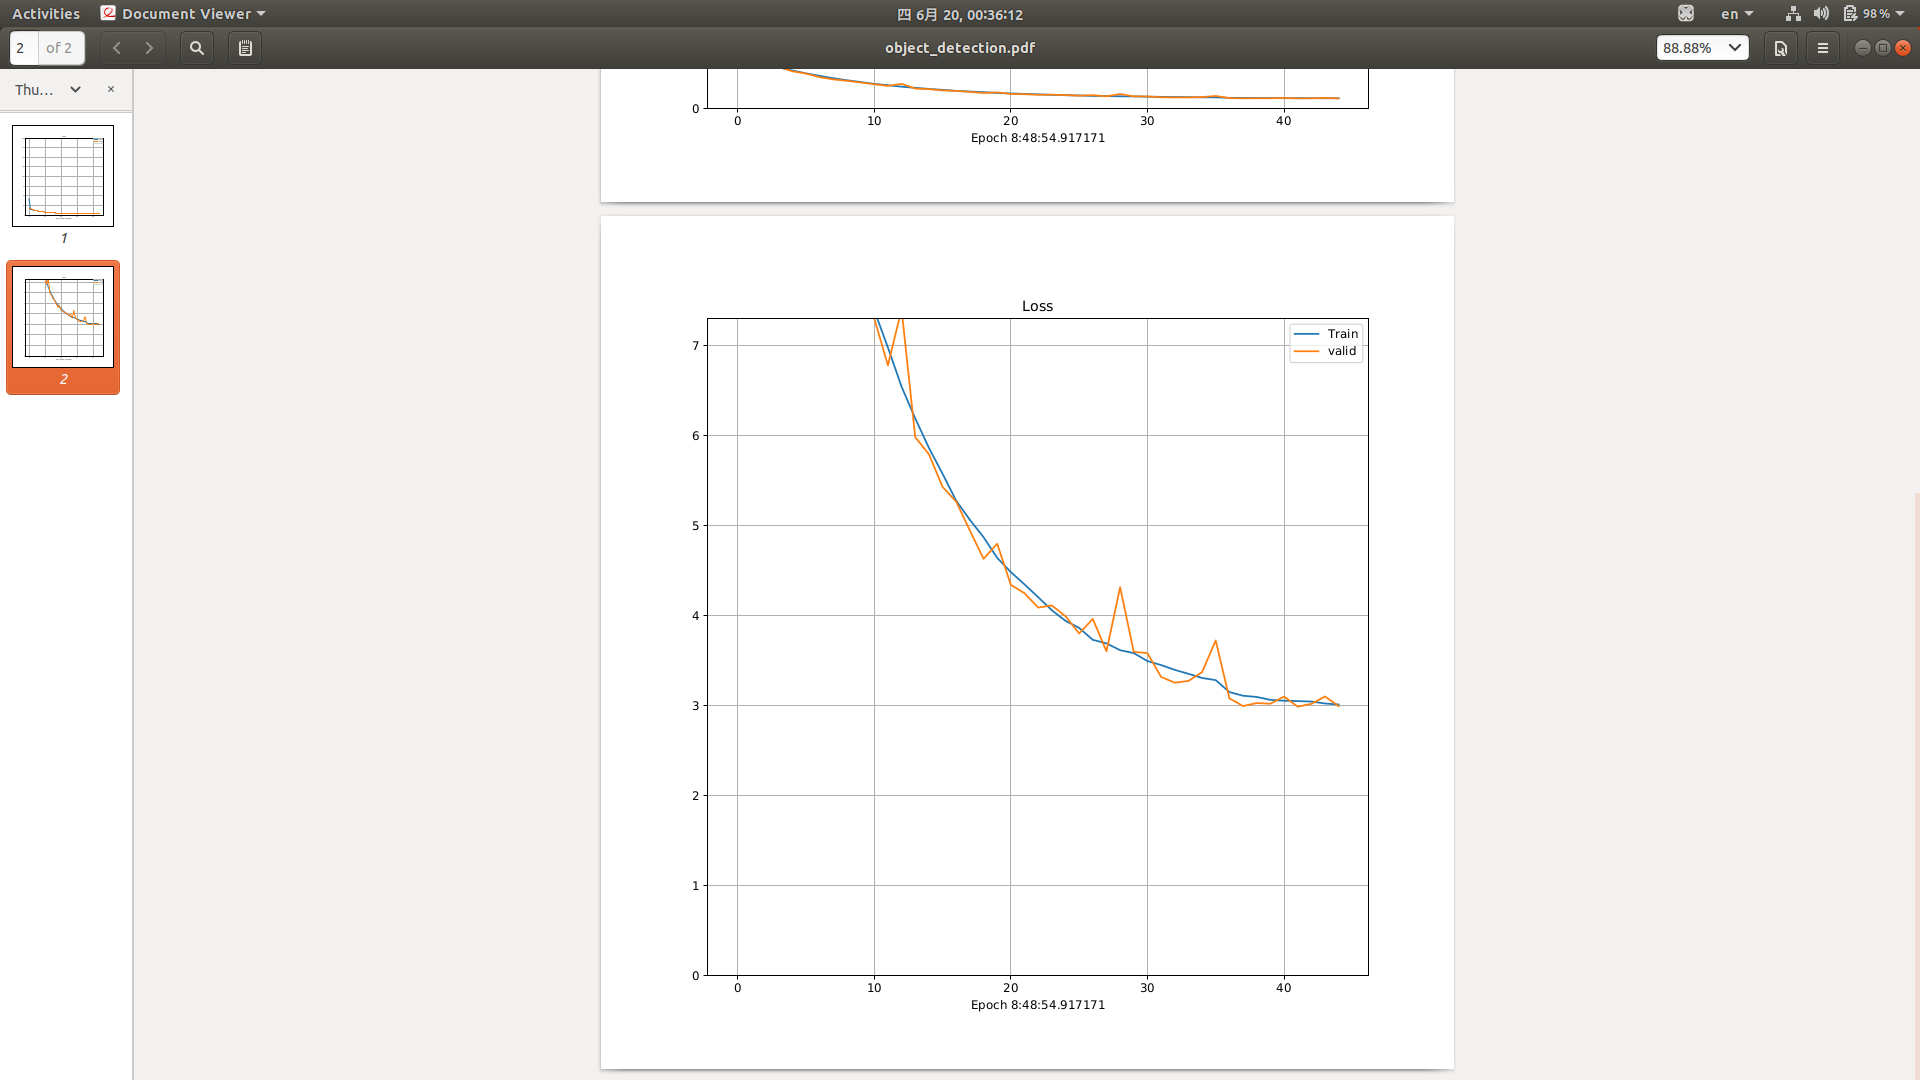 Activities
Document Viewer
四 6月 20, 00:36:12
en
98 %
2
of 2
object_detection.pdf
88.88%
Thu...
1
2
0
0
10
20
30
40
Epoch 8:48:54.917171
Loss
Train
valid
7
6
5
4
3
2
1
0
0
10
20
30
40
Epoch 8:48:54.917171